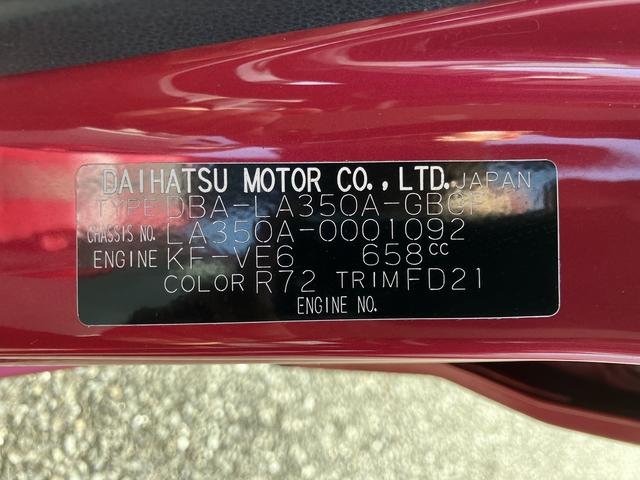 DAIHATSU MOTOR CO., LTD. JAPAN
TYPE DBA-LA350A-GBCF
CHASSIS NO. LA350A-0001092
ENGINE KF-VE6 658CC
COLOR R72 TRIM FD21
ENGINE NO.